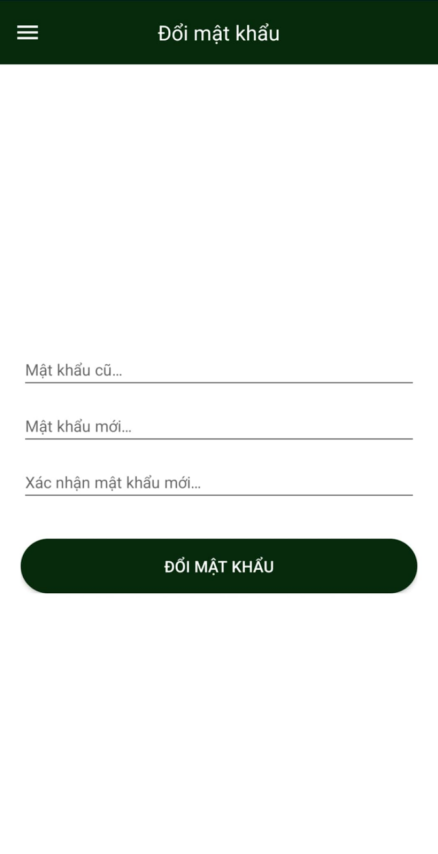 Đổi mật khẩu
Mật khẩu cũ...
Mật khẩu mới...
Xác nhận mật khẩu mới...
ĐỔI MẬT KHẨU